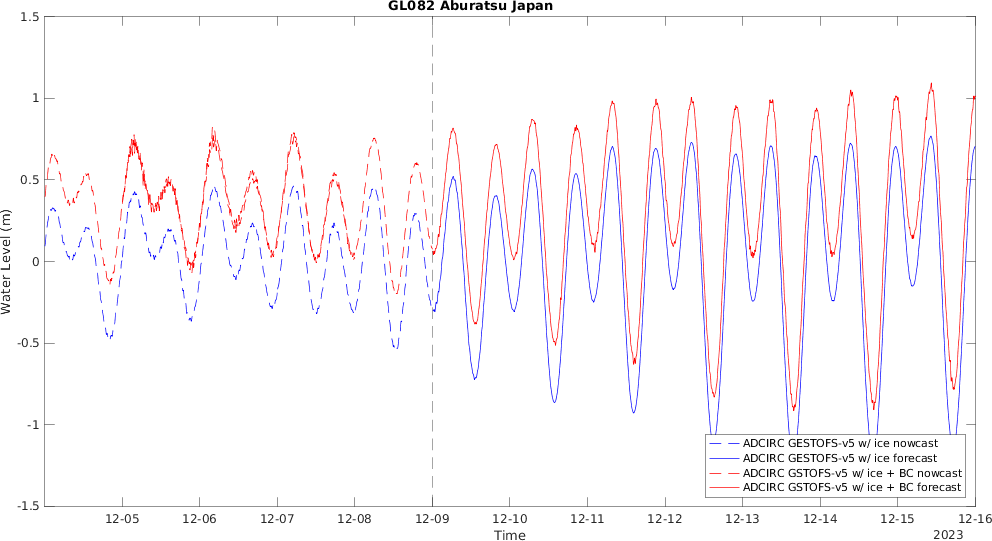 GL082 Aburatsu Japan
1.5
1
0.5
0
-0.5
-1
-1.5
Water Level (m)
ADCIRC GESTOFS-v5 w/ ice nowcast
ADCIRC GESTOFS-v5 w/ ice forecast
ADCIRC GSTOFS-v5 w/ ice + BC nowcast
ADCIRC GSTOFS-v5 w/ ice + BC forecast
12-05 12-06 12-07 12-08 12-09 12-10 12-11 12-12 12-13 12-14 12-15 12-16
Time
2023